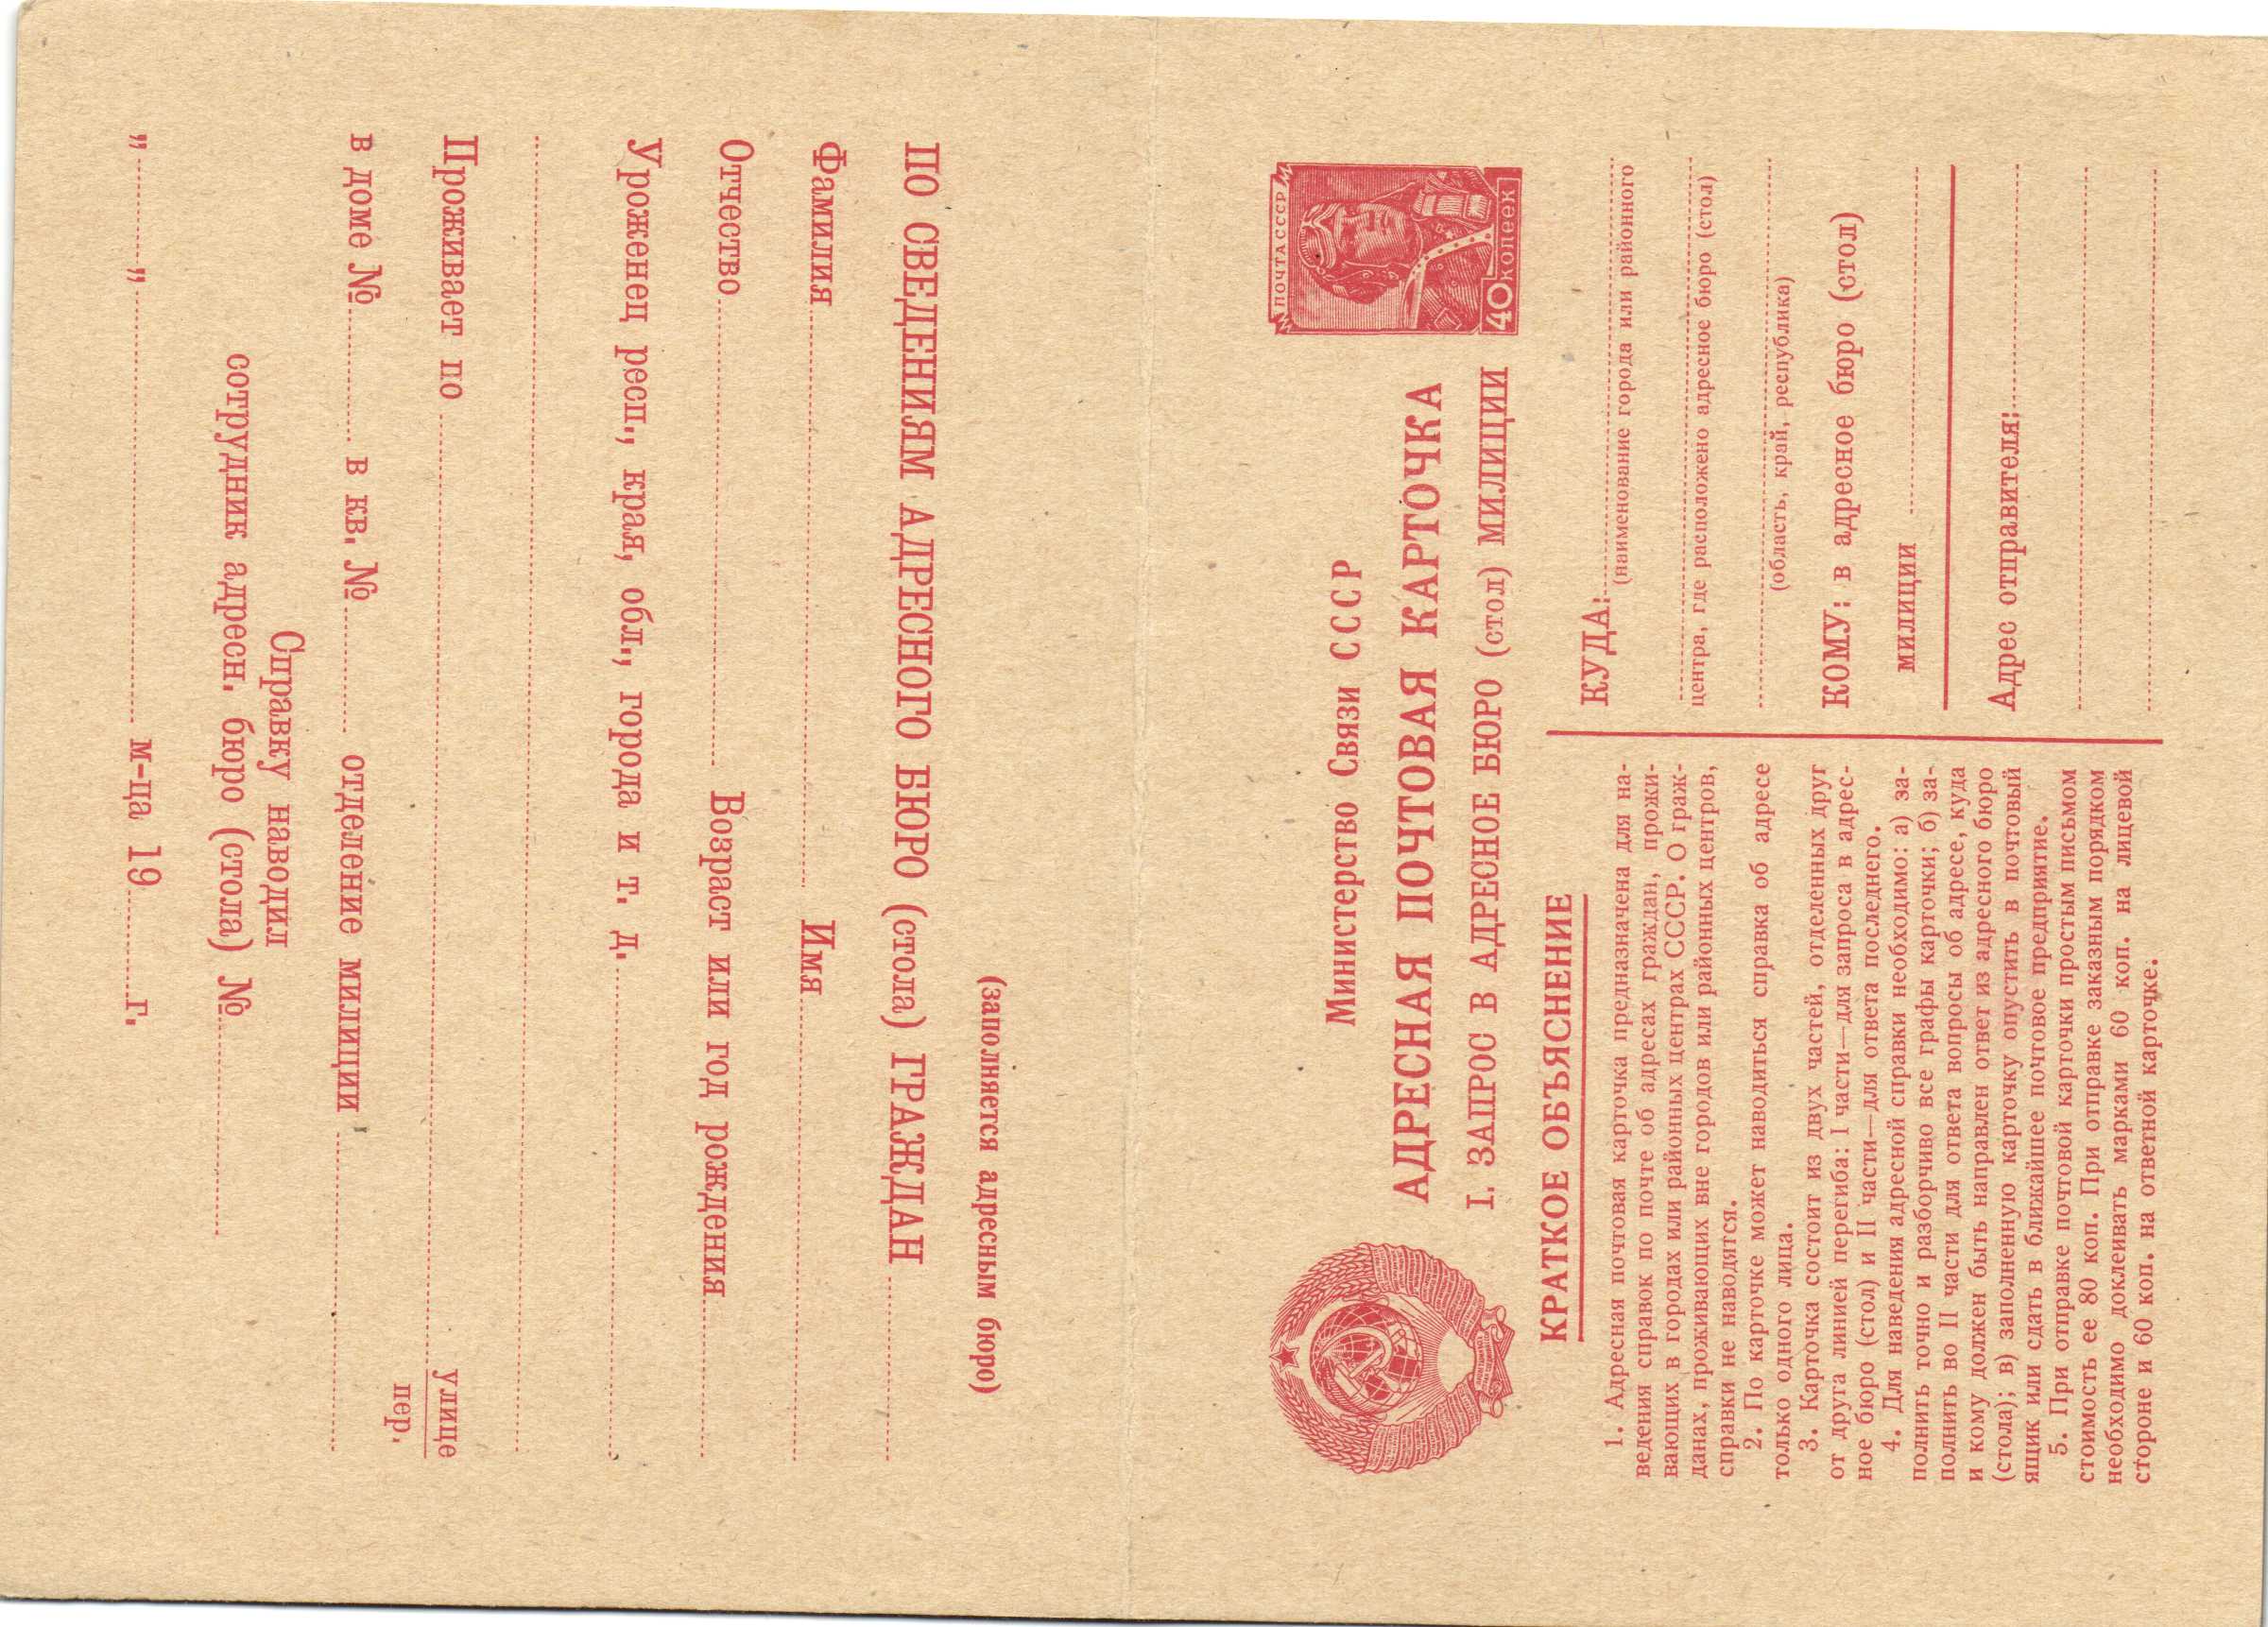 Министерство Связи СССР
АДРЕСНАЯ ПОЧТОВАЯ КАРТОЧКА
I. ЗАПРОС В АДРЕСНОЕ БЮРО (стол) МИЛИЦИИ
ПОЧТА СССР
40 копеек
КРАТКОЕ ОБЪЯСНЕНИЕ
1. Адресная почтовая карточка предназначена для на-
ведения справок по почте об адресах граждан, прожи-
вающих в городах или районных центрах СССР. О граж-
данах, проживающих вне городов или районных центров,
справки не наводятся.
2. По карточке может наводиться справка об адресе
только одного лица.
3. Карточка состоит из двух частей, отделенных друг
от друга линией перегиба: I части—для запроса в адрес-
ное бюро (стол) и II части—для ответа последнего.
4. Для наведения адресной справки необходимо: а) за-
полнить точно и разборчиво все графы карточки; б) за-
полнить во II части для ответа вопросы об адресе, куда
и кому должен быть направлен ответ из адресного бюро
(стола); в) заполненную карточку опустить в почтовый
ящик или сдать в ближайшее почтовое предприятие.
5. При отправке почтовой карточки простым письмом
стоимость ее 80 коп. При отправке заказным порядком
необходимо доклеивать марками 60 коп. на лицевой
стороне и 60 коп. на ответной карточке.
КУДА:
(наименование города или районного
центра, где расположено адресное бюро (стол)
(область, край, республика)
КОМУ: в адресное бюро (стол)
милиции
Адрес отправителя:
(заполняется адресным бюро)
ПО СВЕДЕНИЯМ АДРЕСНОГО БЮРО (стола) ГРАЖДАН
Фамилия Имя
Отчество Возраст или год рождения
Уроженец респ., края, обл., города и т. д.
Проживает по улице
пер.
в доме № в кв. № отделение милиции
Справку наводил
сотрудник адресн. бюро (стола) №
„ " м-ца 19 г.